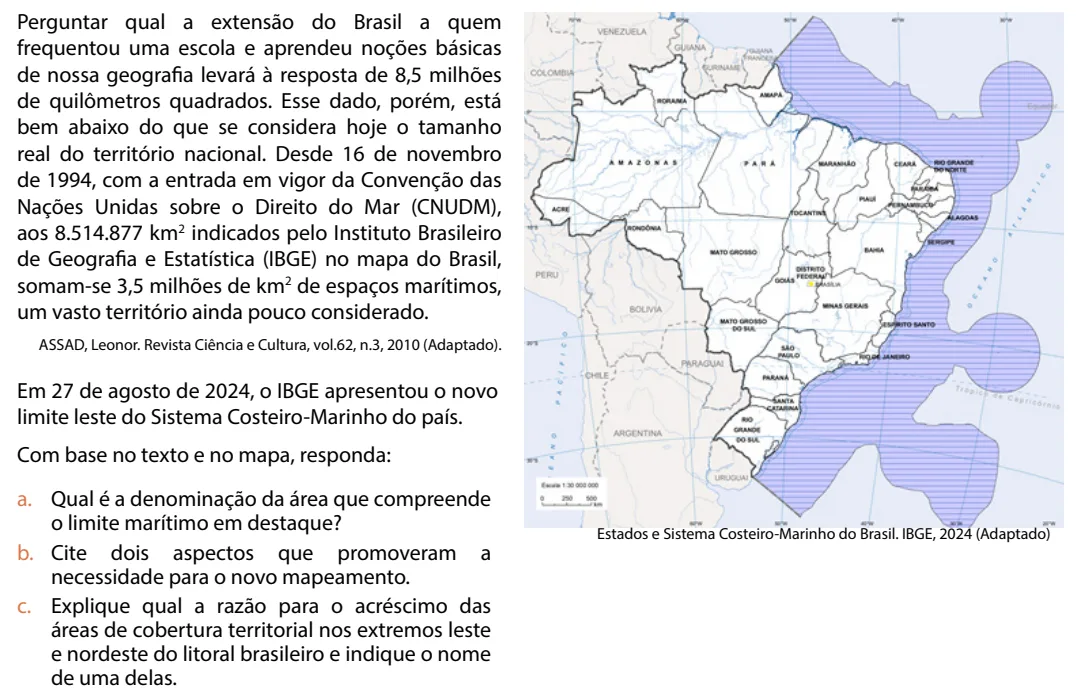 Perguntar qual a extensão do Brasil a quem
frequentou uma escola e aprendeu noções básicas
de nossa geografia levará à resposta de 8,5 milhões
de quilômetros quadrados. Esse dado, porém, está
bem abaixo do que se considera hoje o tamanho
real do território nacional. Desde 16 de novembro
de 1994, com a entrada em vigor da Convenção das
Nações Unidas sobre o Direito do Mar (CNUDM),
aos 8.514.877 km² indicados pelo Instituto Brasileiro
de Geografia e Estatística (IBGE) no mapa do Brasil,
somam-se 3,5 milhões de km² de espaços marítimos,
um vasto território ainda pouco considerado.
ASSAD, Leonor. Revista Ciência e Cultura, vol.62, n.3, 2010 (Adaptado).
Em 27 de agosto de 2024, o IBGE apresentou o novo
limite leste do Sistema Costeiro-Marinho do país.
Com base no texto e no mapa, responda:
a. Qual é a denominação da área que compreende
o limite marítimo em destaque?
b. Cite dois aspectos que promoveram a
necessidade para o novo mapeamento.
c. Explique qual a razão para o acréscimo das
áreas de cobertura territorial nos extremos leste
e nordeste do litoral brasileiro e indique o nome
de uma delas.
VENEZUELA
GUIANA
GUIANA
FRANCESA
SURINAME
COLOMBIA
RORAIMA
AMAPÁ
Equador
AMAZONAS
PARÁ
MARANHÃO
CEARÁ
RIO GRANDE
DO NORTE
PARAÍBA
PIAUÍ
PERNAMBUCO
ACRE
TOCANTINS
ALAGOAS
RONDÔNIA
SERGIPE
BAHIA
MATO GROSSO
PERU
DISTRITO
FEDERAL
GOIÁS
BRASÍLIA
OCEANO
ATLÂNTICO
BOLIVIA
MINAS GERAIS
MATO GROSSO
DO SUL
ESPÍRITO SANTO
SÃO
PAULO
RIO DE JANEIRO
PARAGUAI
CHILE
PARANÁ
Trópico de Capricórnio
SANTA
CATARINA
RIO
GRANDE
DO SUL
ARGENTINA
OCEANO
PACÍFICO
URUGUAI
Escala 1:30 000 000
0 250 500
Estados e Sistema Costeiro-Marinho do Brasil. IBGE, 2024 (Adaptado)